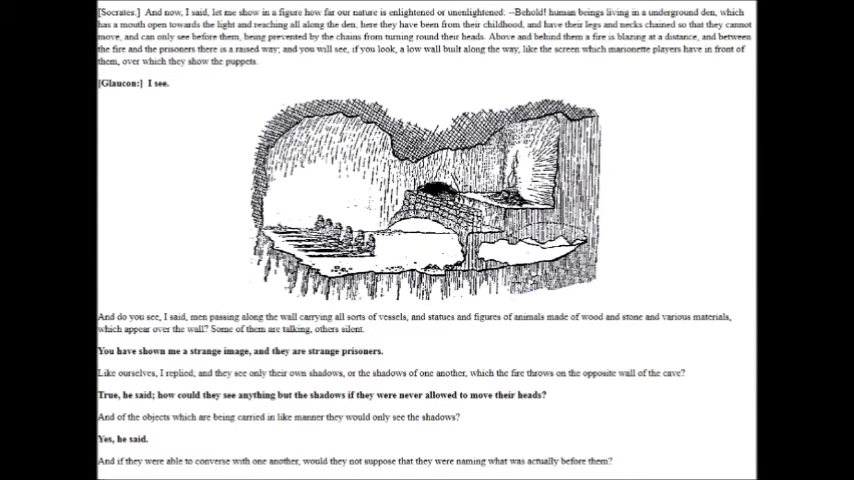 [Socrates:] And now, I said, let me show in a figure how far our nature is enlightened or unenlightened: --Behold! human beings living in a underground den, which
has a mouth open towards the light and reaching all along the den; here they have been from their childhood, and have their legs and necks chained so that they cannot
move, and can only see before them, being prevented by the chains from turning round their heads. Above and behind them a fire is blazing at a distance, and between
the fire and the prisoners there is a raised way; and you will see, if you look, a low wall built along the way, like the screen which marionette players have in front of
them, over which they show the puppets.
[Glaucon:] I see.
And do you see, I said, men passing along the wall carrying all sorts of vessels, and statues and figures of animals made of wood and stone and various materials,
which appear over the wall? Some of them are talking, others silent.
You have shown me a strange image, and they are strange prisoners.
Like ourselves, I replied; and they see only their own shadows, or the shadows of one another, which the fire throws on the opposite wall of the cave?
True, he said; how could they see anything but the shadows if they were never allowed to move their heads?
And of the objects which are being carried in like manner they would only see the shadows?
Yes, he said.
And if they were able to converse with one another, would they not suppose that they were naming what was actually before them?